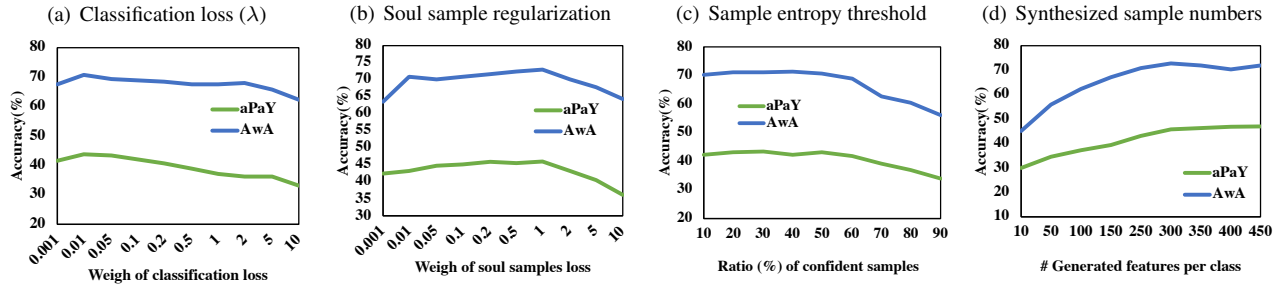 (a) Classification loss (λ)
80
70
60
50
40
30
20
Accuracy(%)
aPaY
AwA
0.001 0.01 0.05 0.1 0.2 0.5 1 2 5 10
Weigh of classification loss
(b) Soul sample regularization
80
75
70
65
60
55
50
45
40
35
30
Accuracy(%)
aPaY
AwA
0.001 0.01 0.05 0.1 0.2 0.5 1 2 5 10
Weigh of soul samples loss
(c) Sample entropy threshold
80
70
60
50
40
30
20
Accuracy(%)
aPaY
AwA
10 20 30 40 50 60 70 80 90
Ratio (%) of confident samples
(d) Synthesized sample numbers
80
70
60
50
40
30
20
10
Accuracy(%)
aPaY
AwA
10 50 100 150 250 300 350 400 450
# Generated features per class